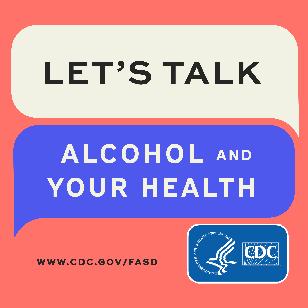 LET'S TALK
ALCOHOL AND
YOUR HEALTH
WWW.CDC.GOV/FASD
CDC